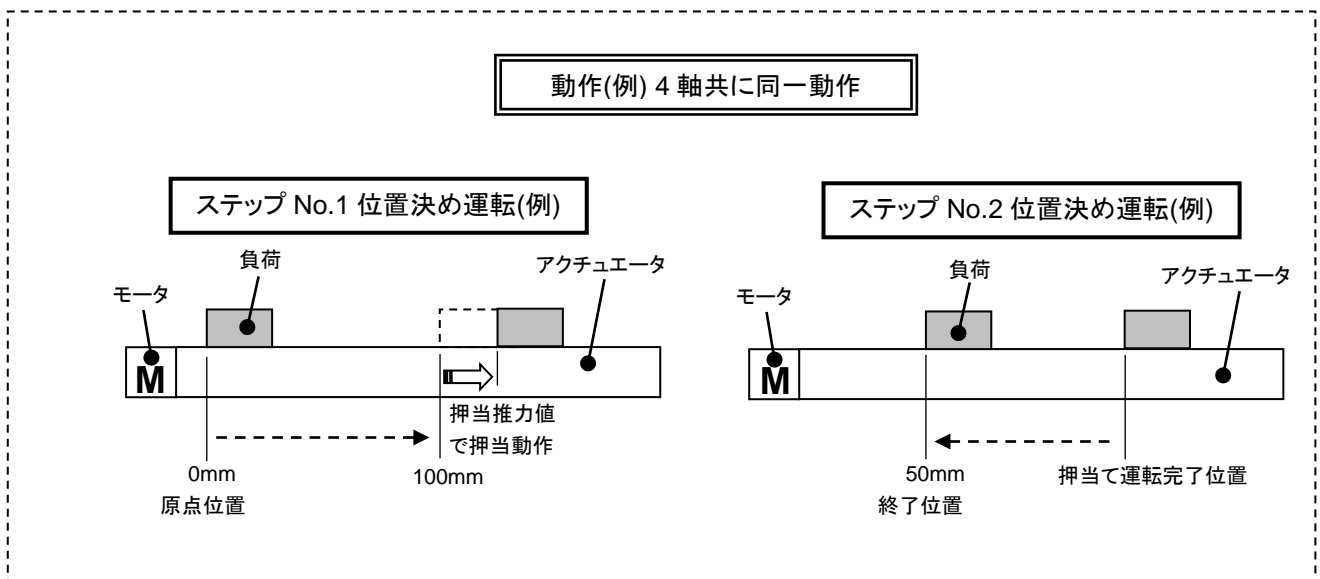 動作(例) 4 軸共に同一動作
ステップ No.1 位置決め運転(例)
負荷
アクチュエータ
モータ
M
押当推力値
で押当動作
0mm
100mm
原点位置
ステップ No.2 位置決め運転(例)
負荷
アクチュエータ
モータ
M
50mm
押当て運転完了位置
終了位置